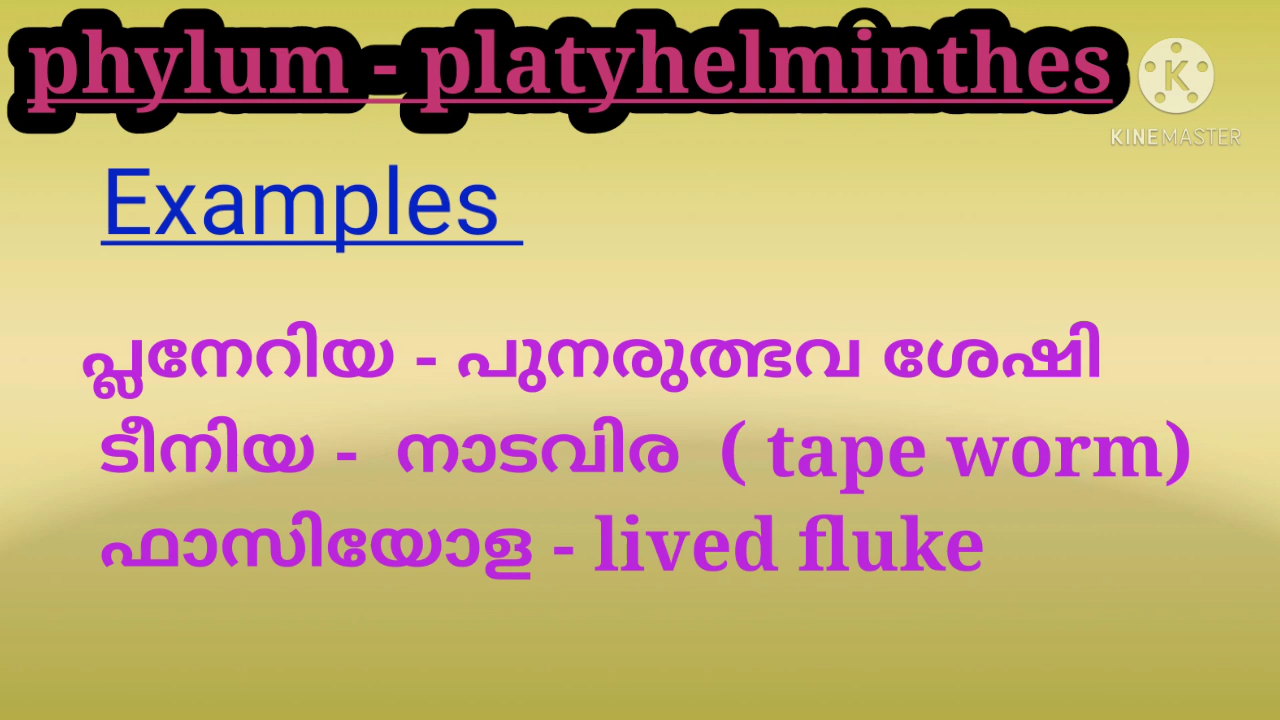 phylum - platyhelminthes
KINEMASTER
Examples
പ്ലനേറിയ - പുനരുത്ഭവ ശേഷി
ടീനിയ - നാടവിര ( tape worm)
ഫാസിയോള - lived fluke